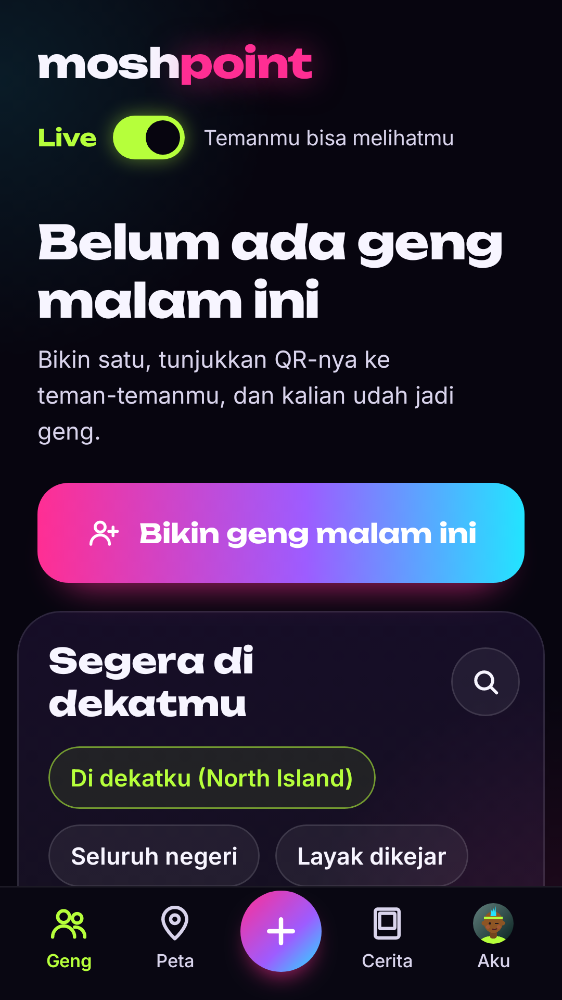 moshpoint
Live
Temanmu bisa melihatmu
Belum ada geng
malam ini
Bikin satu, tunjukkan QR-nya ke
teman-temanmu, dan kalian udah jadi
geng.
Bikin geng malam ini
Segera di
dekatmu
Di dekatku (North Island)
Seluruh negeri
Layak dikejar
Geng
Peta
Cerita
Aku